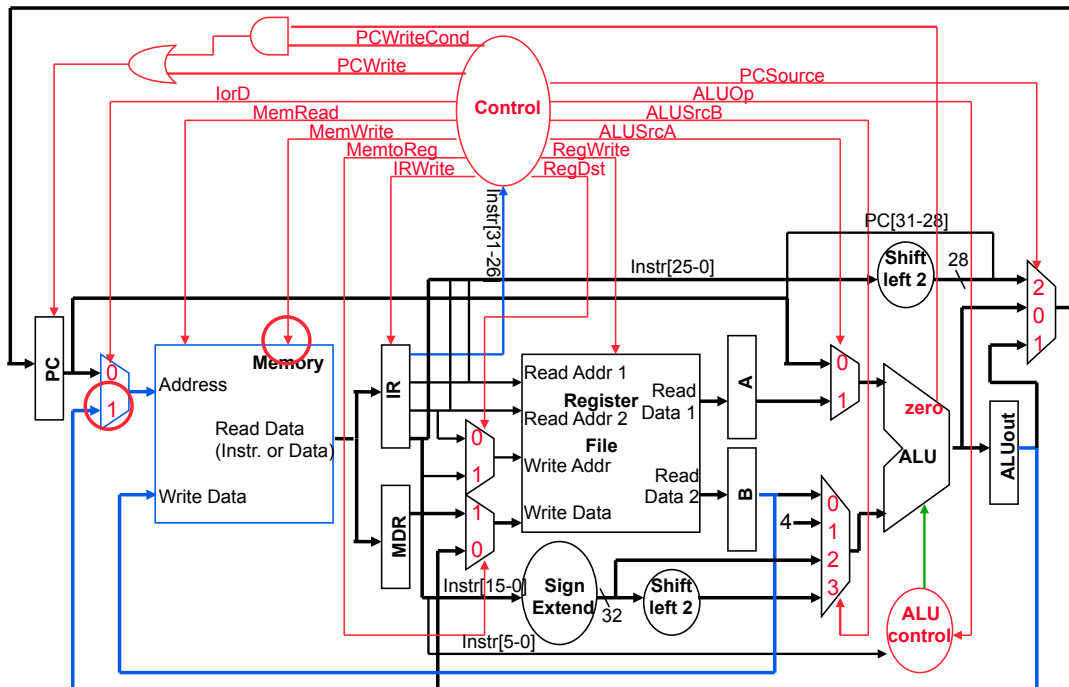 PCWriteCond
PCWrite
PCSource
IorD
Control
ALUOp
MemRead
ALUSrcB
MemWrite
ALUSrcA
MemtoReg
RegWrite
IRWrite
RegDst
Instr[31-26]
PC[31-28]
Instr[25-0]
Shift
left 2
28
2
0
1
PC
0
1
Memory
Address
Read Data
(Instr. or Data)
Write Data
IR
MDR
0
1
1
0
Read Addr 1
Register
Read Addr 2
File
Write Addr
Write Data
Read
Data 1
Read
Data 2
A
B
0
1
4
0
1
2
3
zero
ALU
ALUout
Instr[15-0]
Sign
Extend
32
Shift
left 2
Instr[5-0]
ALU
control